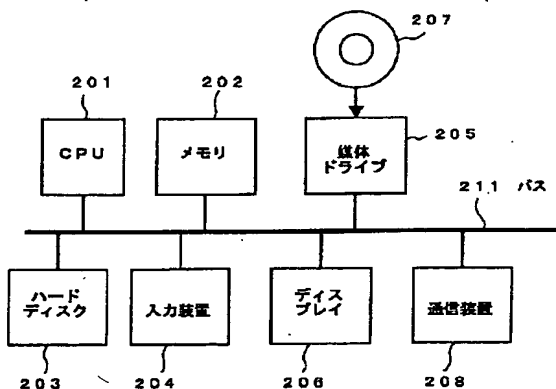 207
201
202
CPU
メモリ
媒体
ドライブ
205
211 バス
ハード
ディスク
入力装置
ディス
プレイ
通信装置
203
204
206
208